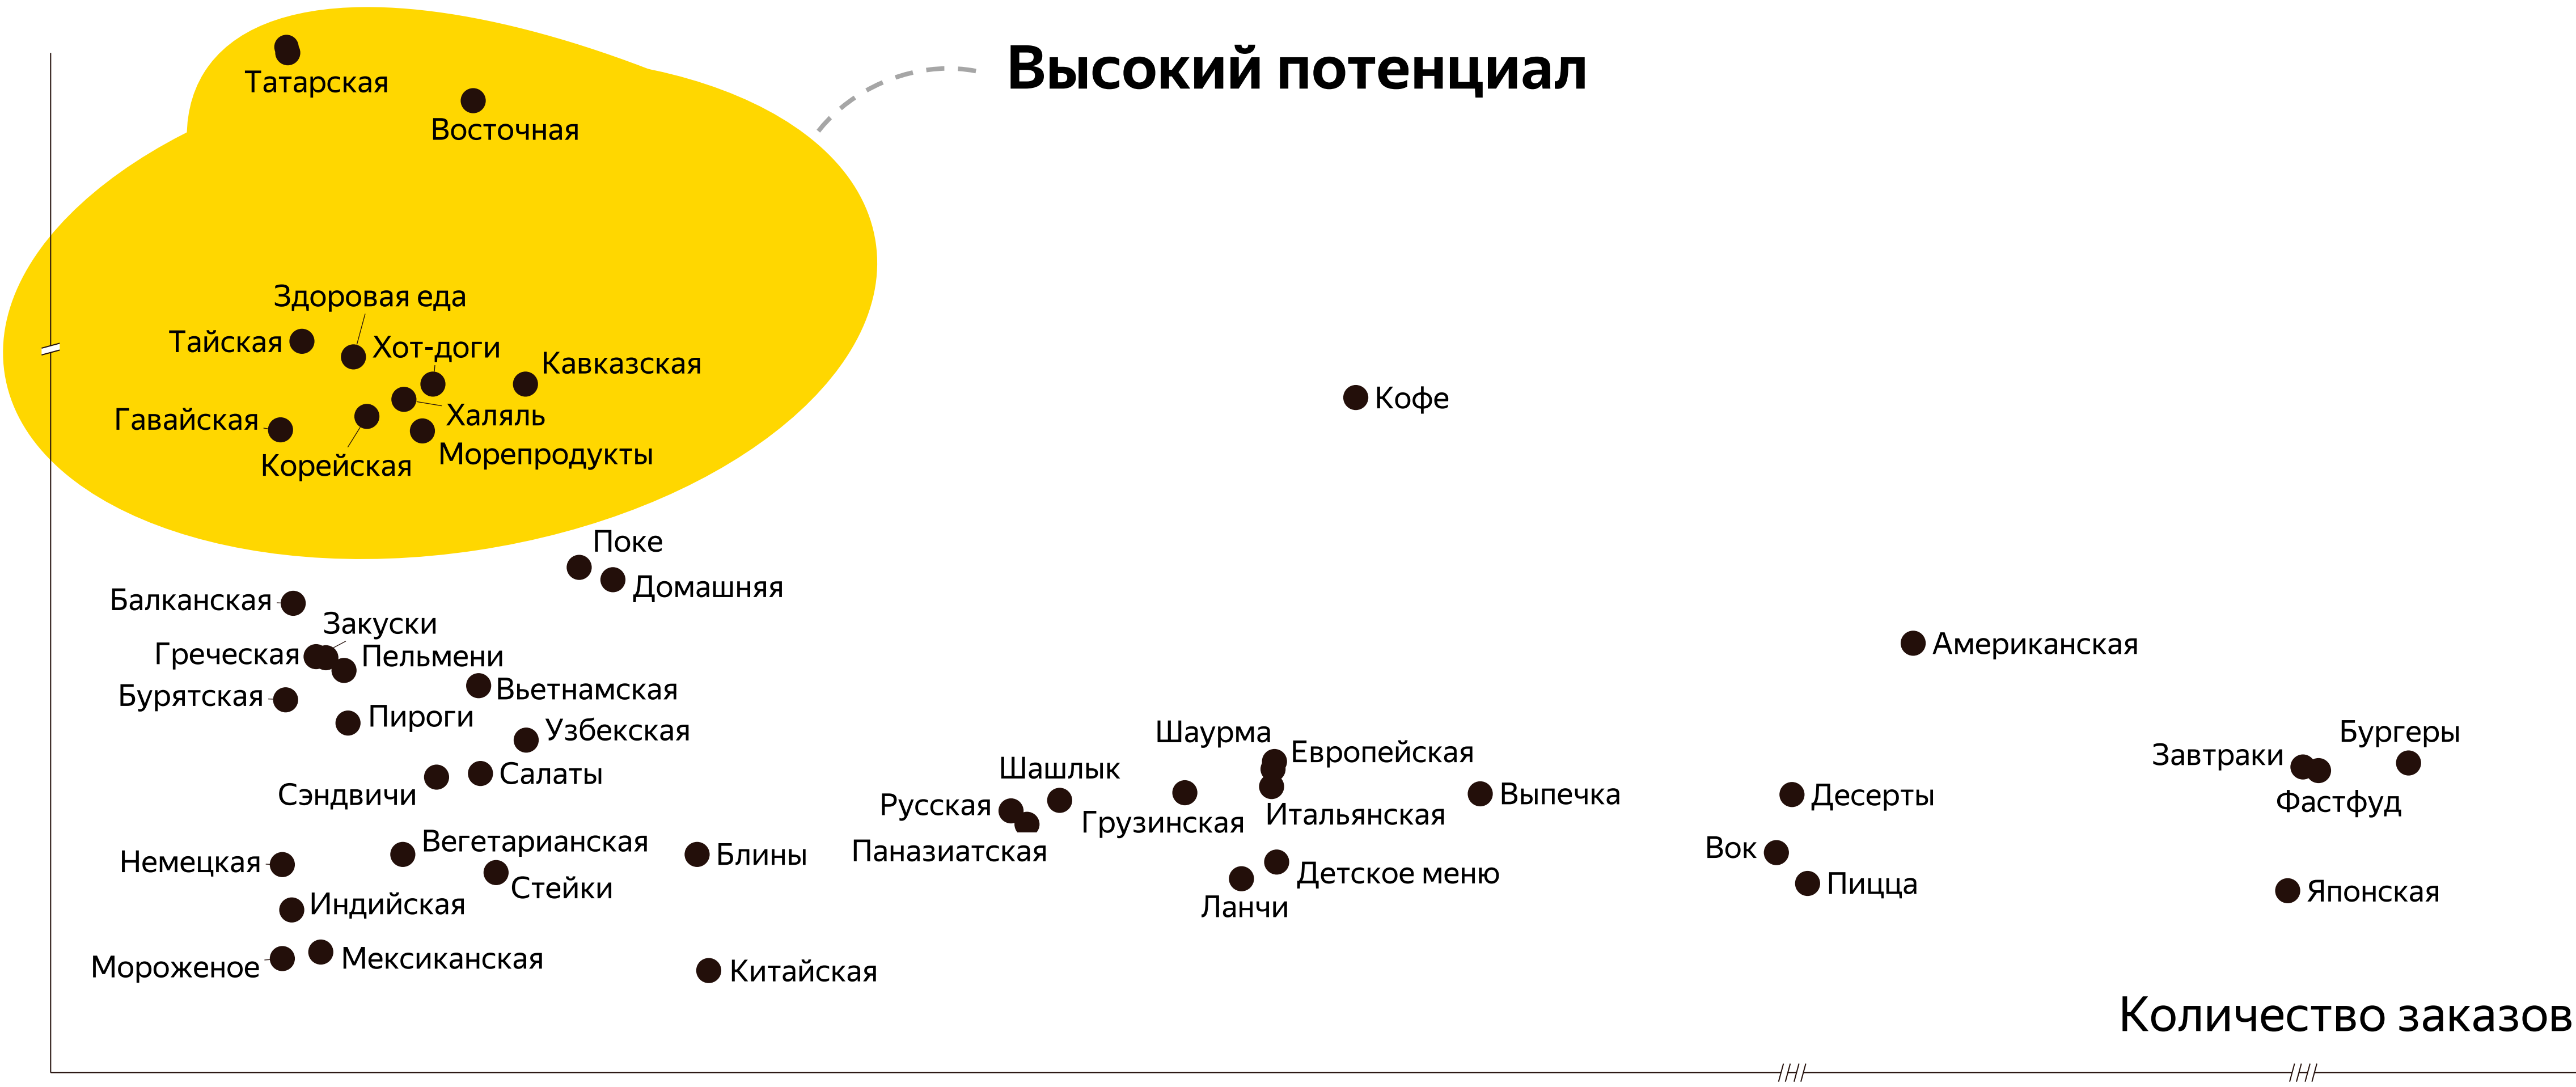 Высокий потенциал
Татарская
Восточная
Здоровая еда
Тайская
Хот-доги
Кавказская
Кофе
Гавайская
Халяль
Морепродукты
Корейская
Поке
Домашняя
Балканская
Закуски
Греческая
Пельмени
Американская
Бурятская
Вьетнамская
Пироги
Узбекская
Шаурма
Бургеры
Европейская
Завтраки
Шашлык
Салаты
Сэндвичи
Выпечка
Десерты
Фастфуд
Русская
Грузинская
Итальянская
Вегетарианская
Вок
Паназиатская
Блины
Немецкая
Детское меню
Пицца
Стейки
Японская
Индийская
Ланчи
Мороженое
Мексиканская
Китайская
Количество заказов